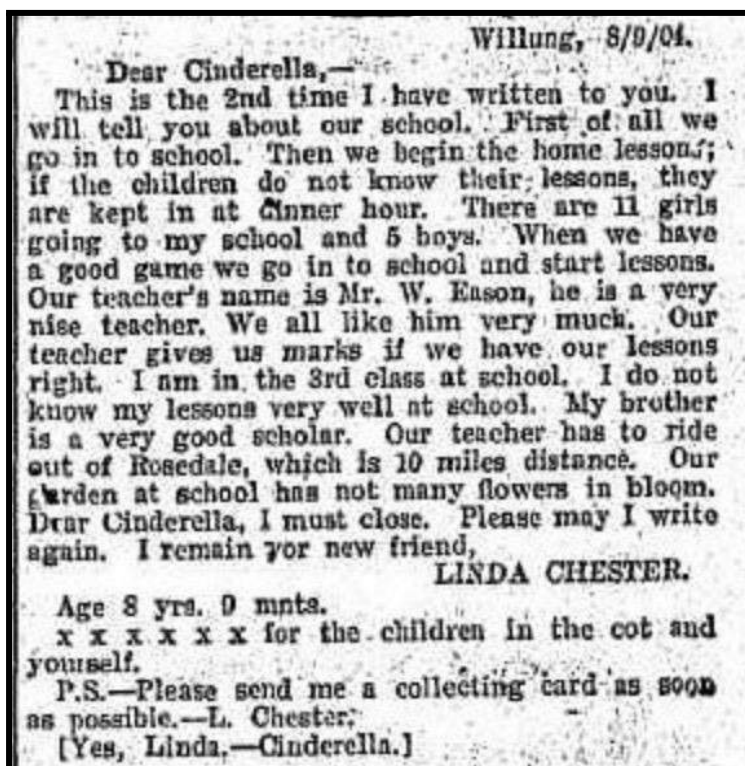 Willung, 8/9/04.
Dear Cinderella,—
This is the 2nd time I have written to you. I
will tell you about our school. First of all we
go in to school. Then we begin the home lessons;
if the children do not know their lessons, they
are kept in at dinner hour. There are 11 girls
going to my school and 5 boys. When we have
a good game we go in to school and start lessons.
Our teacher's name is Mr. W. Eason, he is a very
nise teacher. We all like him very much. Our
teacher gives us marks if we have our lessons
right. I am in the 3rd class at school. I do not
know my lessons very well at school. My brother
is a very good scholar. Our teacher has to ride
out of Rosedale, which is 10 miles distance. Our
garden at school has not many flowers in bloom.
Dear Cinderella, I must close. Please may I write
again. I remain yor new friend,
LINDA CHESTER.
Age 8 yrs. 9 mnts.
x x x x x x for the children in the cot and
yourself.
P.S.—Please send me a collecting card as soon
as possible.—L. Chester.
[Yes, Linda.—Cinderella.]